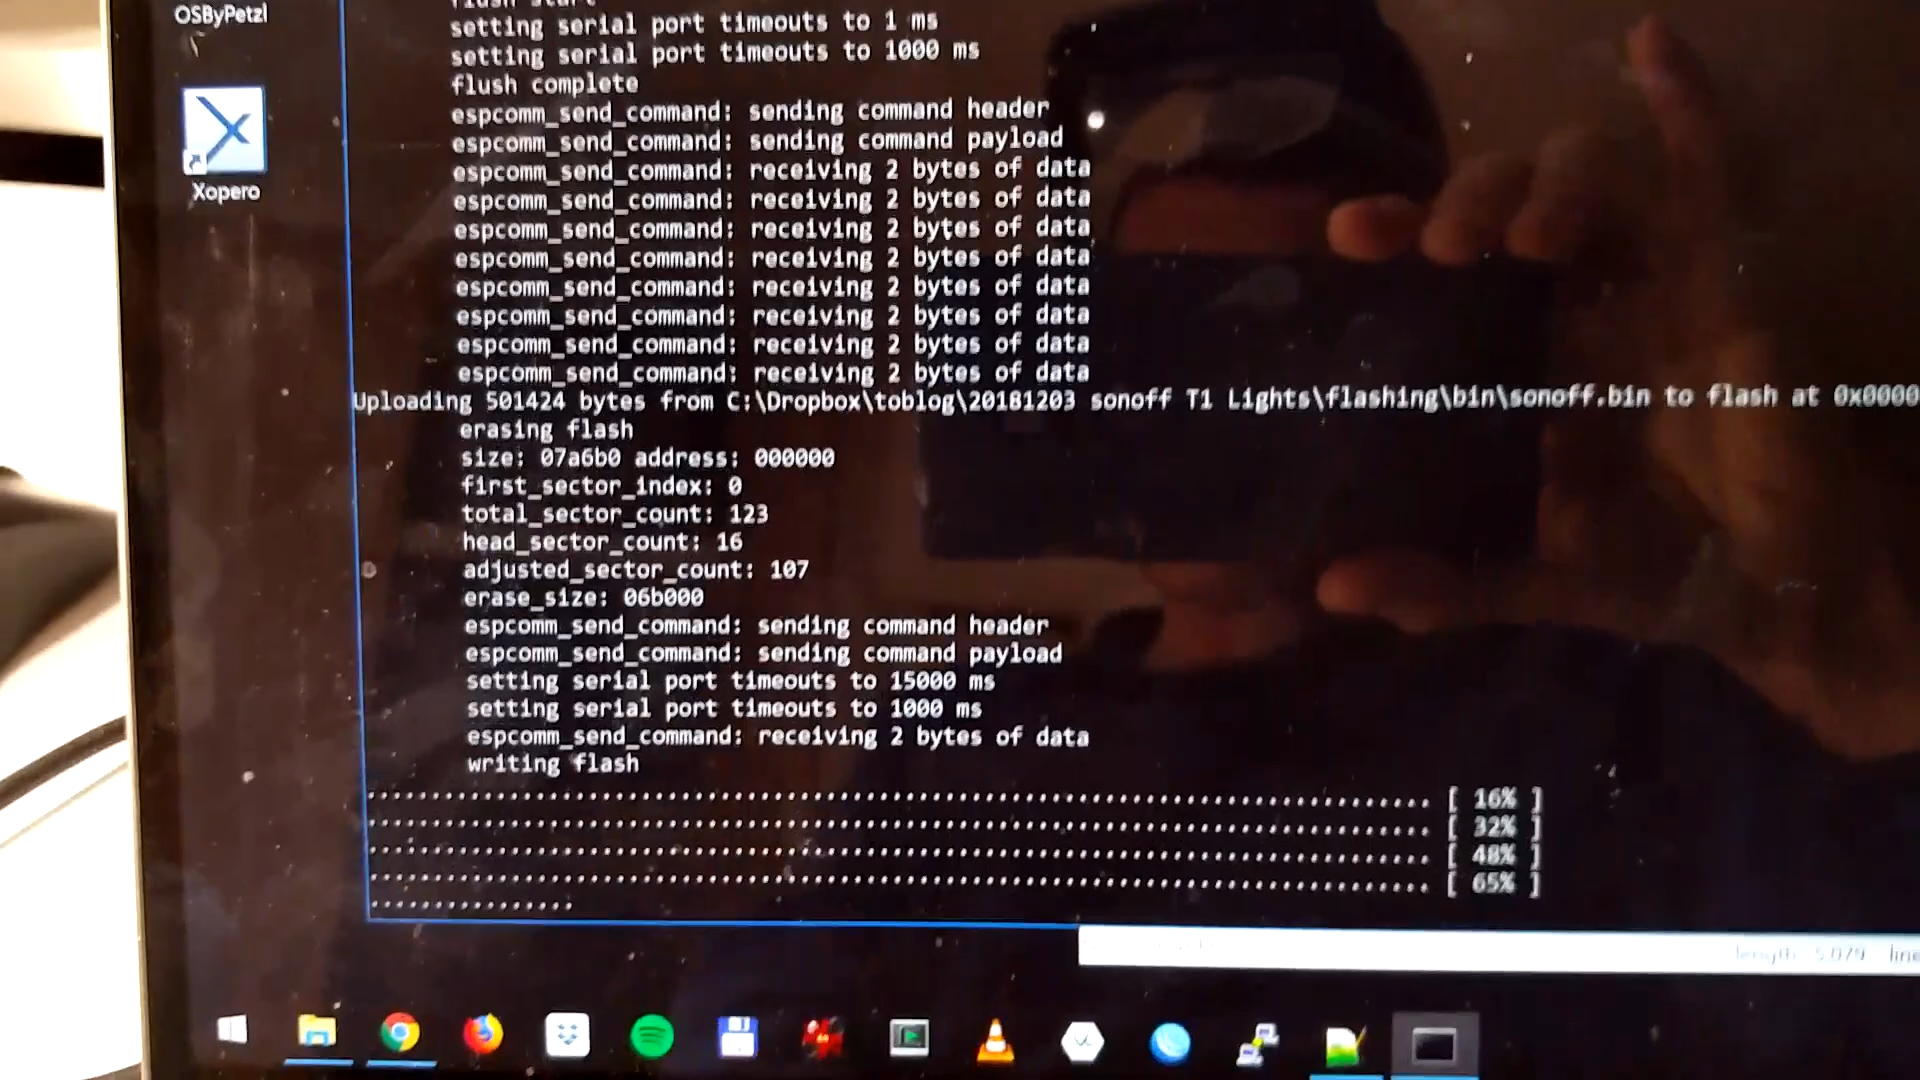 OSByPetzl
Xopero
flush start
setting serial port timeouts to 1 ms
setting serial port timeouts to 1000 ms
flush complete
espcomm_send_command: sending command header
espcomm_send_command: sending command payload
espcomm_send_command: receiving 2 bytes of data
espcomm_send_command: receiving 2 bytes of data
espcomm_send_command: receiving 2 bytes of data
espcomm_send_command: receiving 2 bytes of data
espcomm_send_command: receiving 2 bytes of data
espcomm_send_command: receiving 2 bytes of data
espcomm_send_command: receiving 2 bytes of data
espcomm_send_command: receiving 2 bytes of data
Uploading 501424 bytes from C:\Dropbox\toblog\20181203 sonoff T1 Lights\flashing\bin\sonoff.bin to flash at 0x0000
erasing flash
size: 07a6b0 address: 000000
first_sector_index: 0
total_sector_count: 123
head_sector_count: 16
adjusted_sector_count: 107
erase_size: 06b000
espcomm_send_command: sending command header
espcomm_send_command: sending command payload
setting serial port timeouts to 15000 ms
setting serial port timeouts to 1000 ms
espcomm_send_command: receiving 2 bytes of data
writing flash
................................................................................ [ 16% ]
................................................................................ [ 32% ]
................................................................................ [ 48% ]
................................................................................ [ 65% ]
................
length: 5,079 line